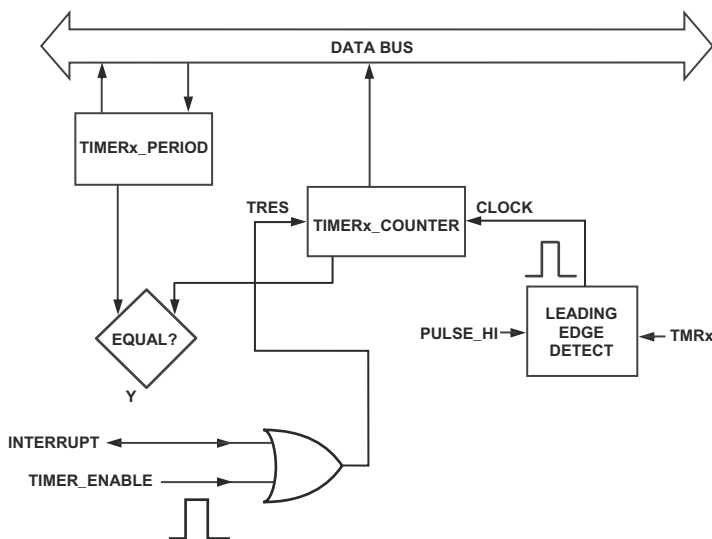 DATA BUS
TIMERx_PERIOD
TRES
TIMERx_COUNTER
CLOCK
EQUAL?
Y
PULSE_HI
LEADING
EDGE
DETECT
TMRx
INTERRUPT
TIMER_ENABLE